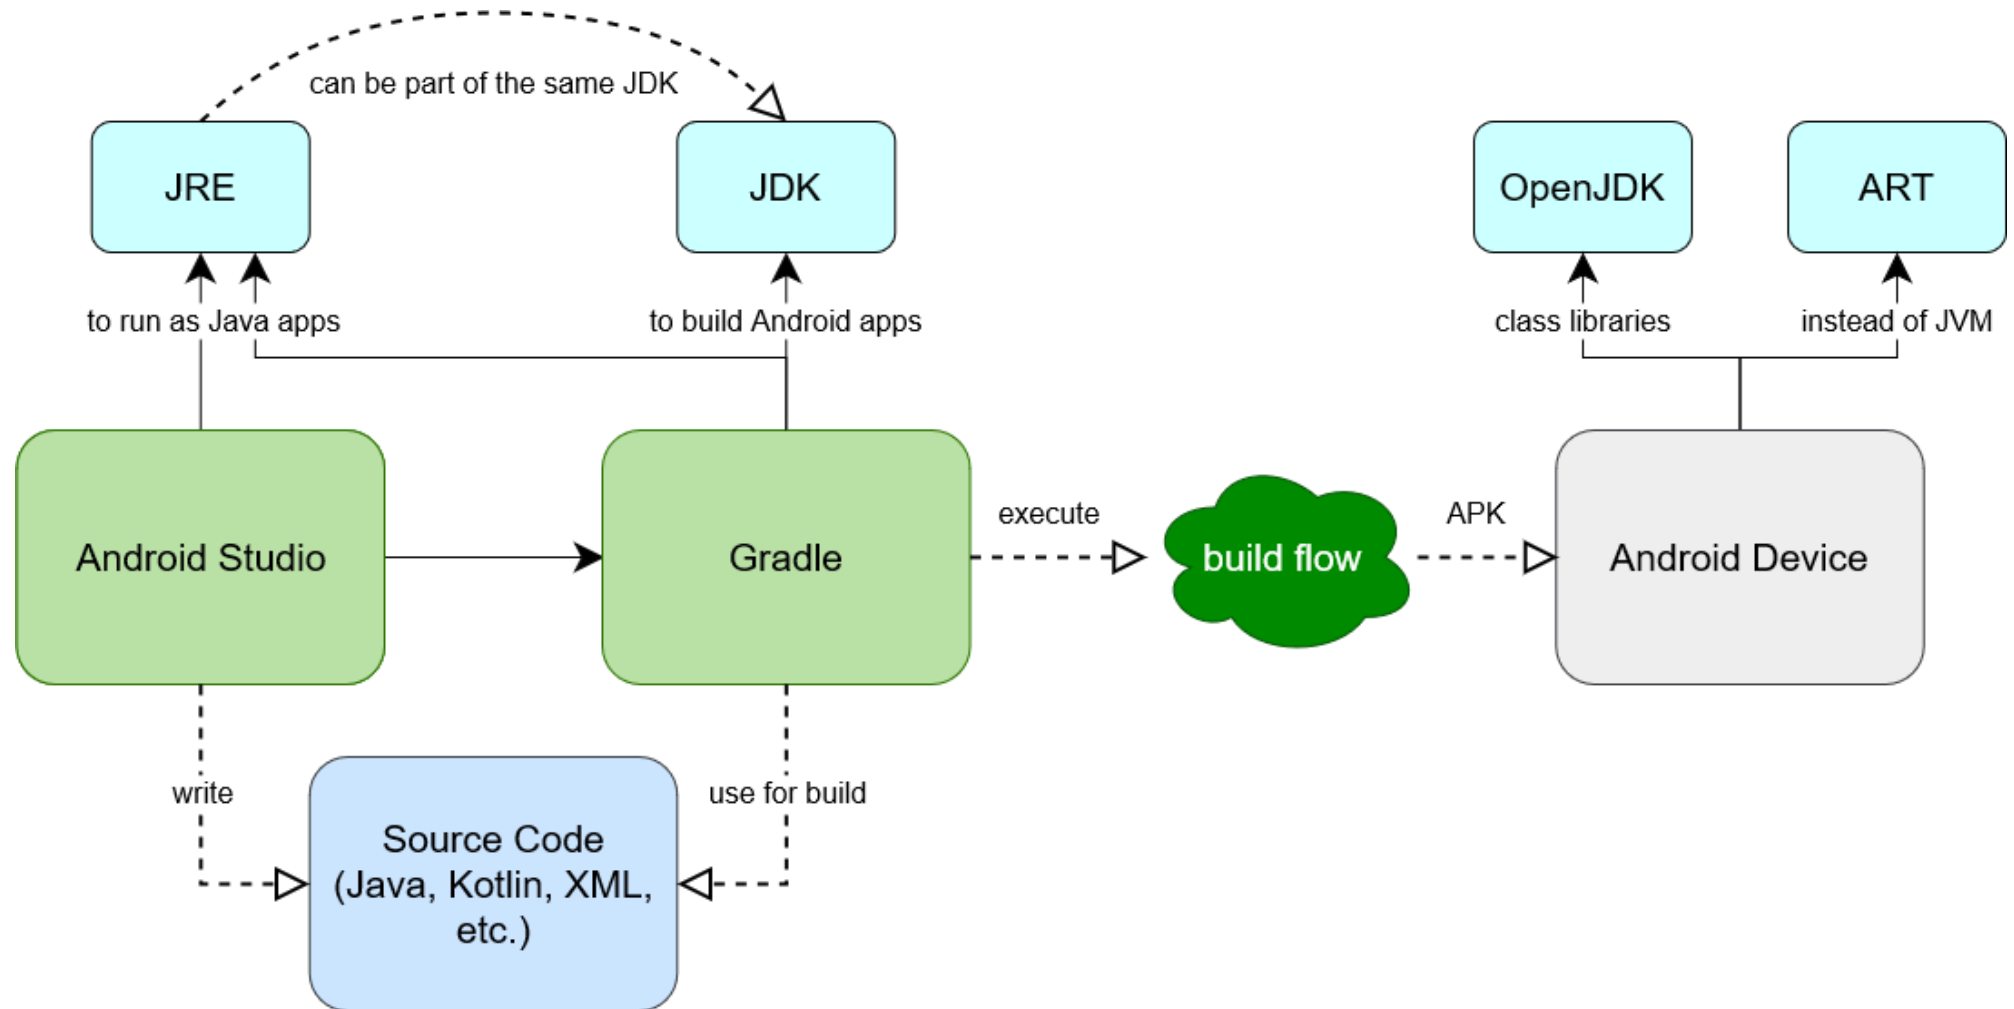 can be part of the same JDK
JRE
JDK
OpenJDK
ART
to run as Java apps
to build Android apps
class libraries
instead of JVM
Android Studio
Gradle
execute
build flow
APK
Android Device
write
use for build
Source Code
(Java, Kotlin, XML,
etc.)